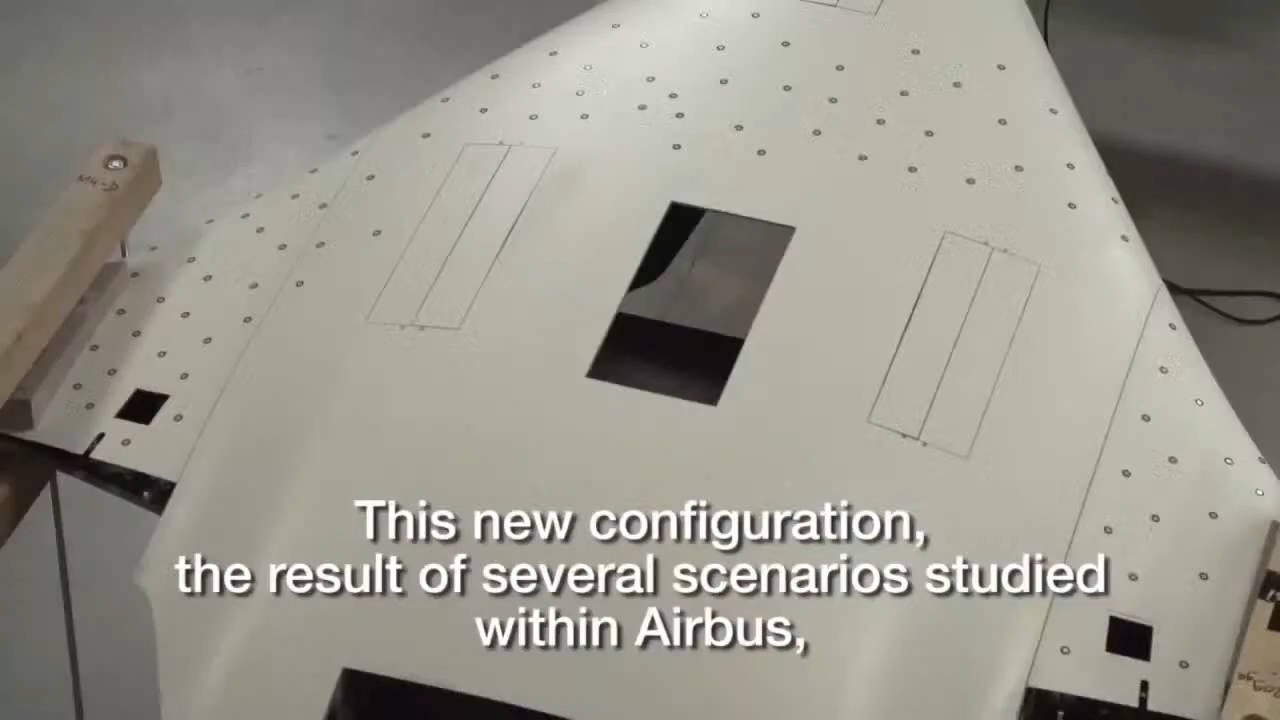 This new configuration,
the result of several scenarios studied
within Airbus,